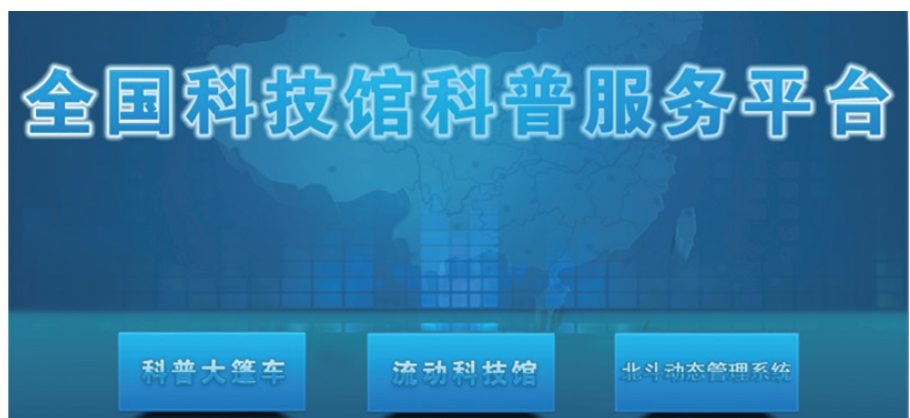 全国科技馆科普服务平台
科普大篷车
流动科技馆
北斗动态管理系统